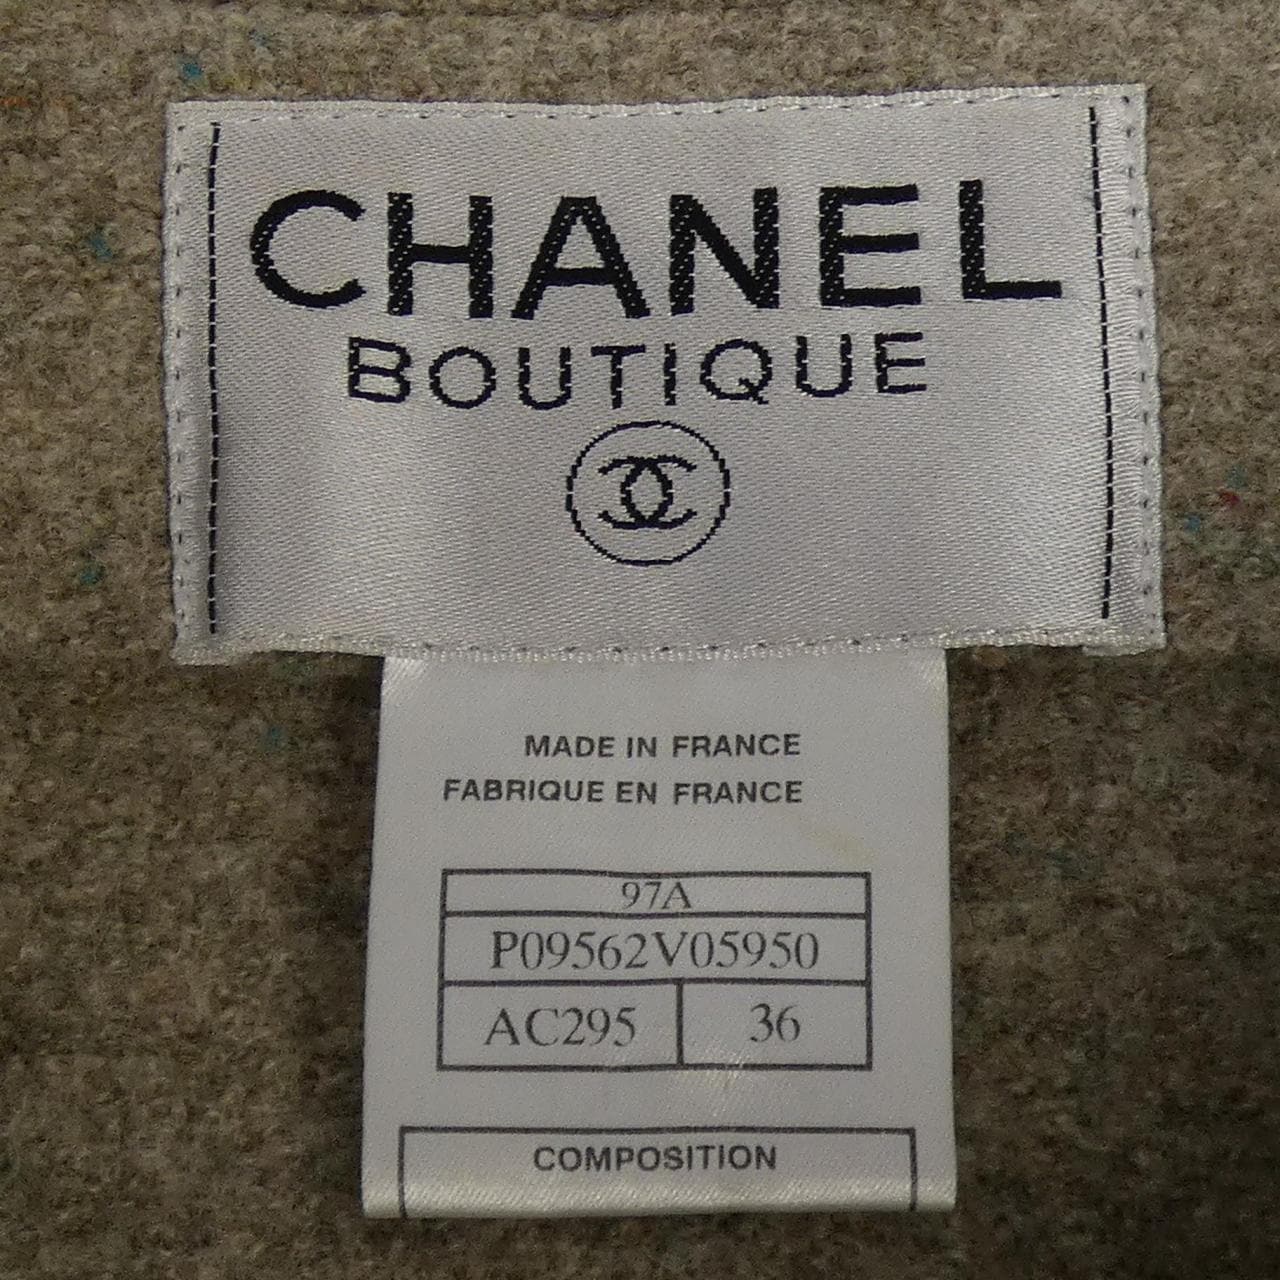 CHANEL
BOUTIQUE
MADE IN FRANCE
FABRIQUE EN FRANCE
97A
P09562V05950
AC295 36
COMPOSITION